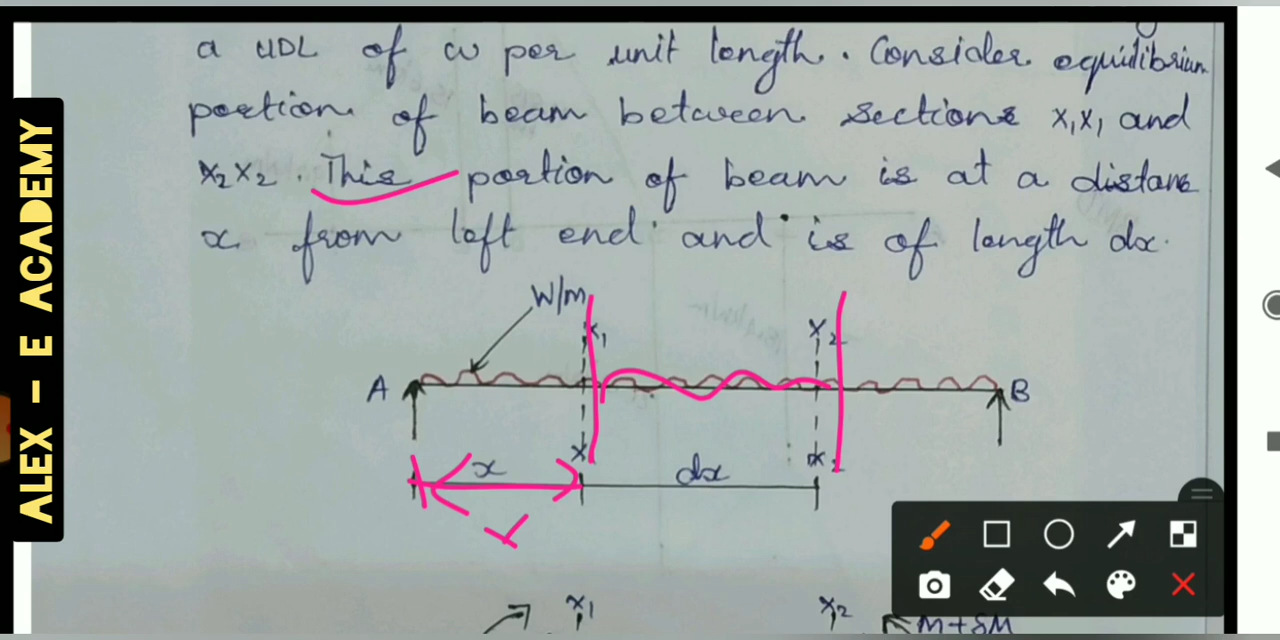 a UDL of w per unit length. Consider equilibrium
portion of beam between sections X₁X₁ and
X₂X₂. This portion of beam is at a distance
x from left end and is of length dx.
W/m
X₁
X₂
A
B
X
x
dx
X₁
X₂
M+δM
ALEX – E ACADEMY